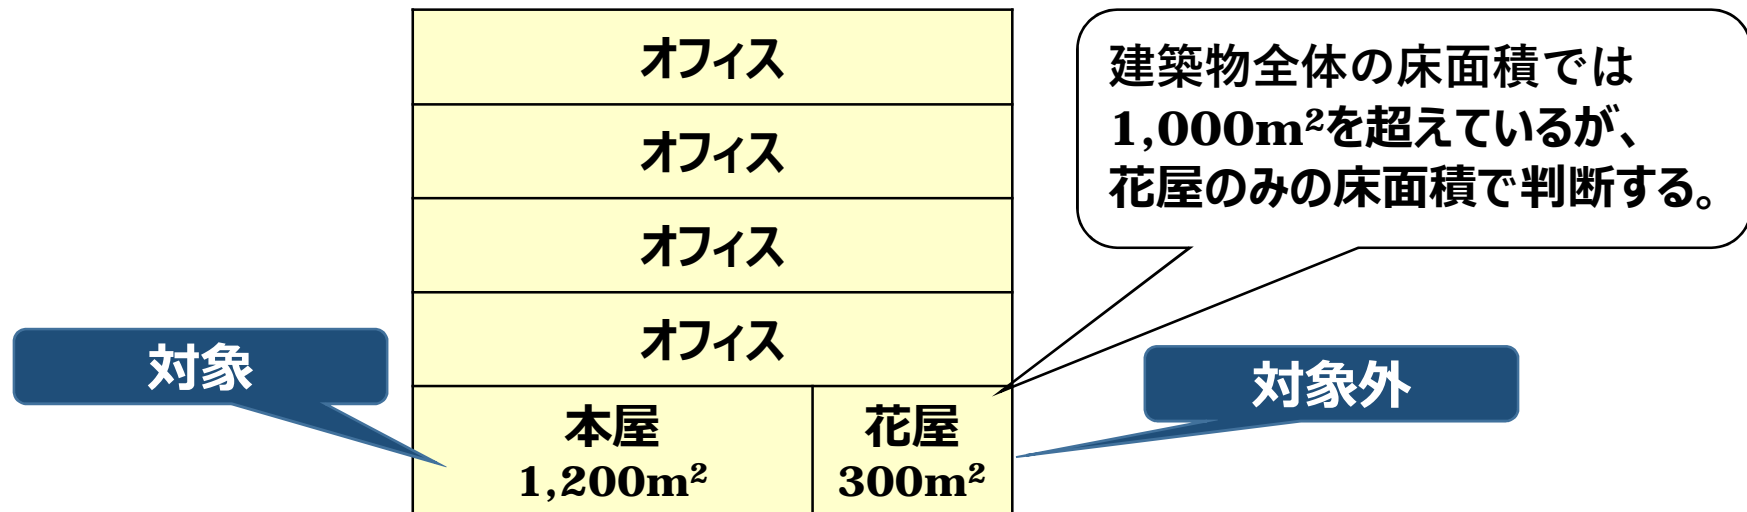 オフィス
建築物全体の床面積では
1,000m²を超えているが、
花屋のみの床面積で判断する。
オフィス
オフィス
オフィス
対象
対象外
本屋
1,200m²
花屋
300m²